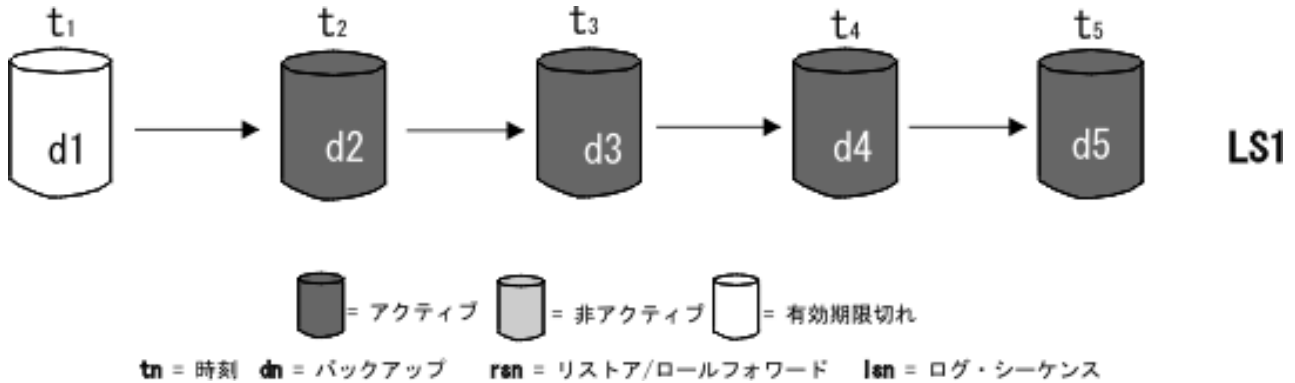 t1 t2 t3 t4 t5
d1 d2 d3 d4 d5 LS1
= アクティブ = 非アクティブ = 有効期限切れ
tn = 時刻 dn = バックアップ rsn = リストア/ロールフォワード lsn = ログ・シーケンス